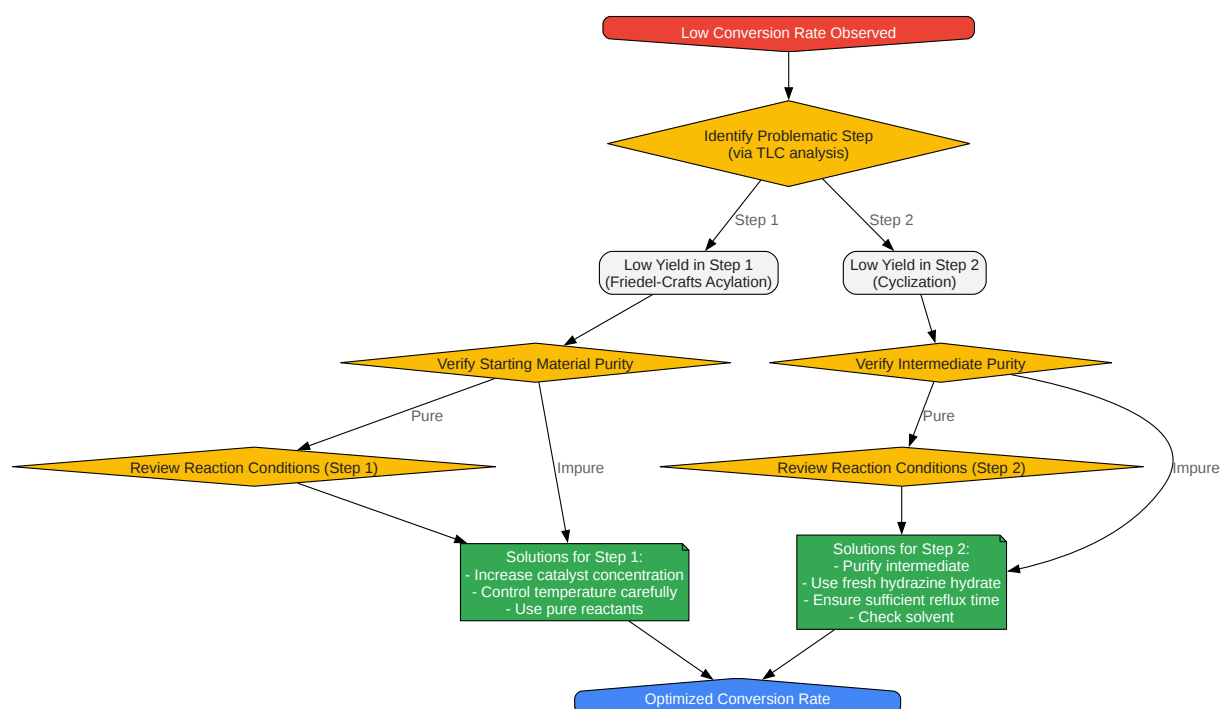 Low Conversion Rate Observed
Identify Problematic Step
(via TLC analysis)
Step 1
Step 2
Low Yield in Step 1
(Friedel-Crafts Acylation)
Low Yield in Step 2
(Cyclization)
Verify Starting Material Purity
Verify Intermediate Purity
Pure
Pure
Review Reaction Conditions (Step 1)
Impure
Review Reaction Conditions (Step 2)
Impure
Solutions for Step 1:
- Increase catalyst concentration
- Control temperature carefully
- Use pure reactants
Solutions for Step 2:
- Purify intermediate
- Use fresh hydrazine hydrate
- Ensure sufficient reflux time
- Check solvent
Optimized Conversion Rate